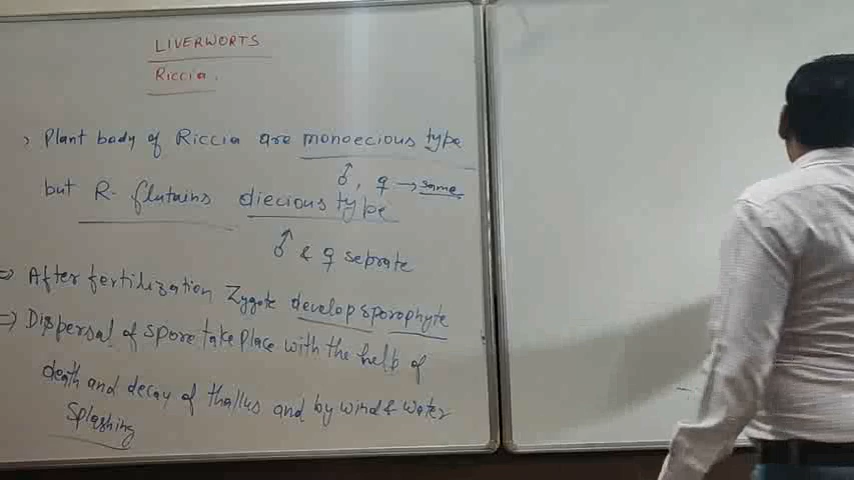 LIVERWORTS
Riccia.
Plant body of Riccia are monoecious type
♂, ♀ → same
but R- flutains diecious type
♂ & ♀ seprate
⇒ After fertilization Zygote develop sporophyte
⇒ Dispersal of spore take place with the help of
death and decay of thallus and by wind & water
Splashing